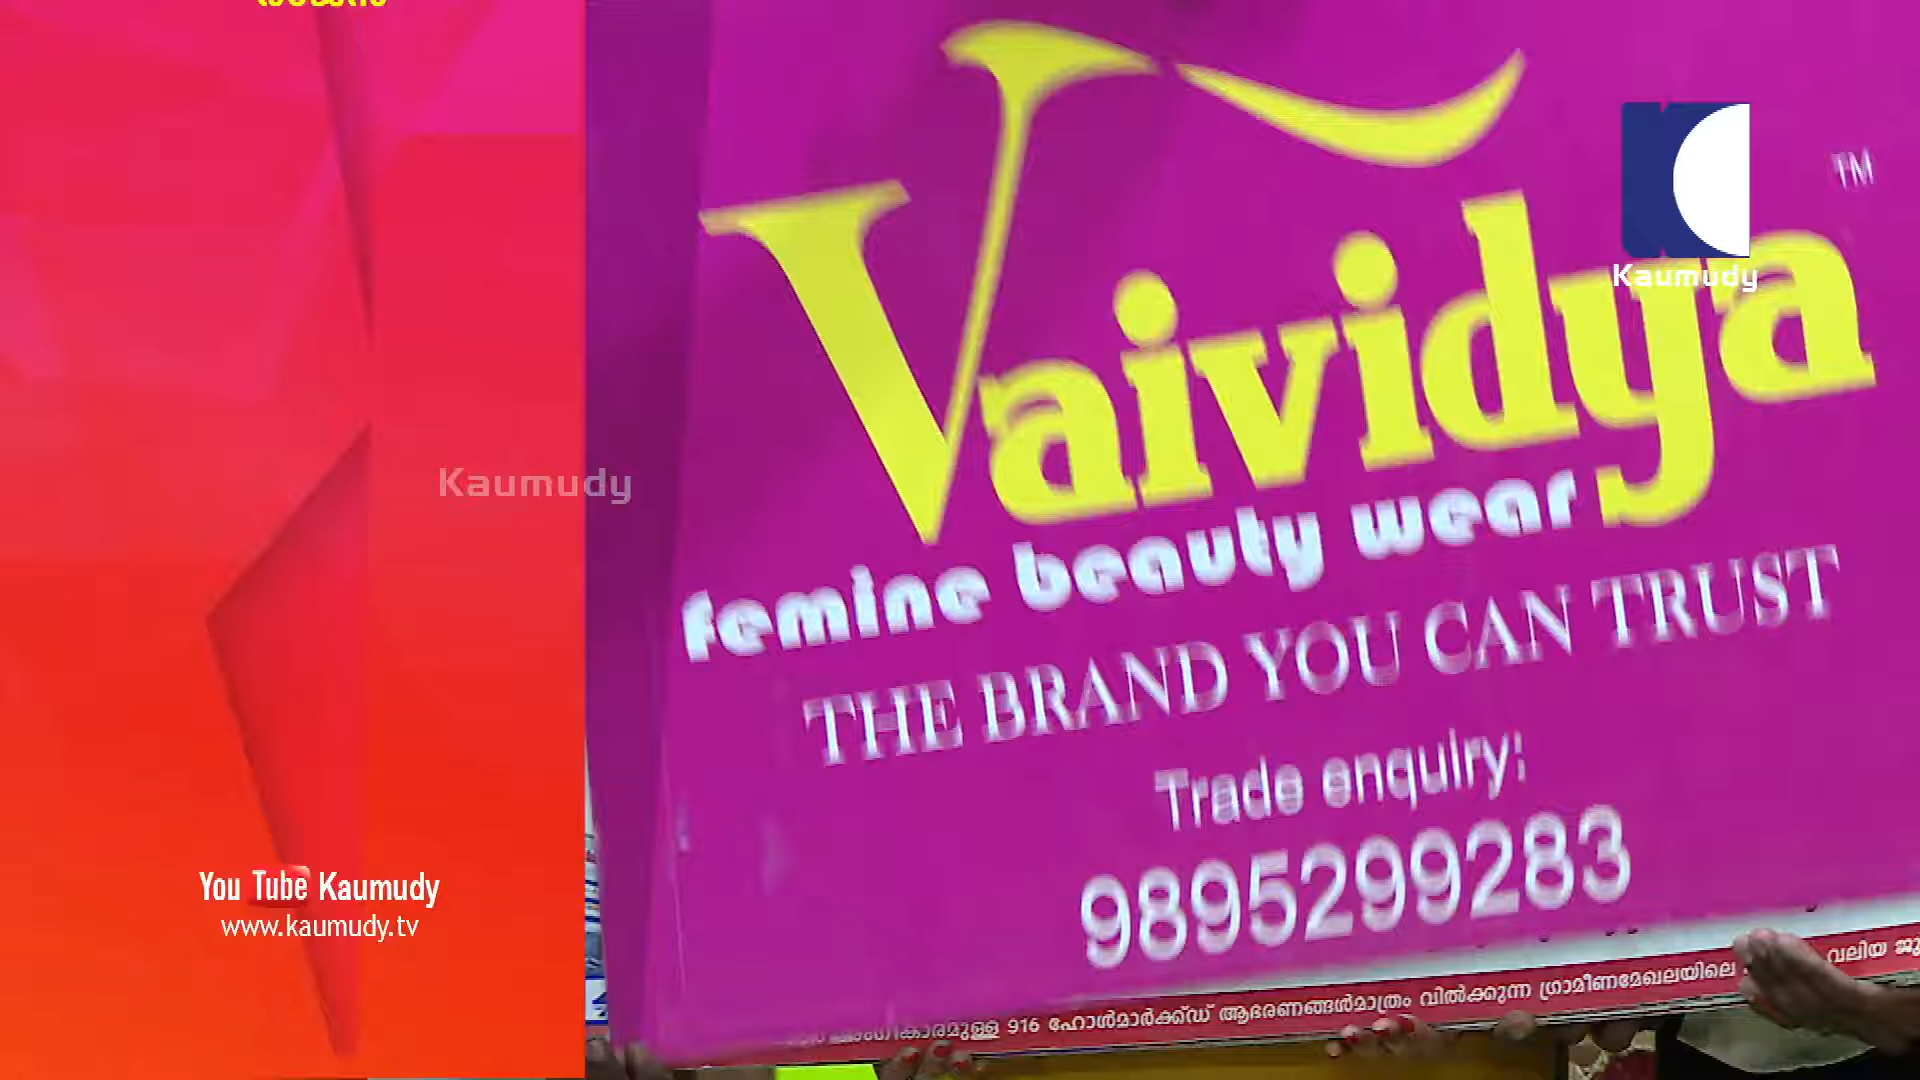 Vaividya
TM
Kaumudy
Kaumudy
femine beauty wear
THE BRAND YOU CAN TRUST
Trade enquiry:
9895299283
You Tube Kaumudy
www.kaumudy.tv
916 ഹോൾമാർക്ക്ഡ് ആഭരണങ്ങൾമാത്രം വിൽക്കുന്ന ഗ്രാമീണമേഖലയിലെ വലിയ